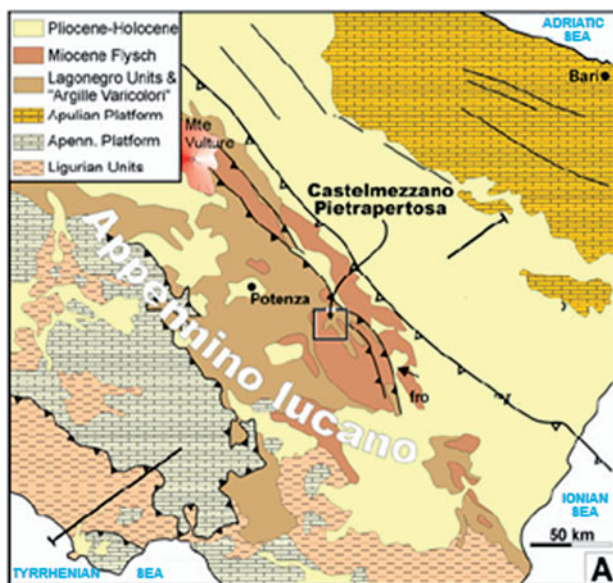 Pliocene-Holocene
Miocene Flysch
Lagonegro Units &
"Argille Varicolori"
Apulian Platform
Apenn. Platform
Ligurian Units
ADRIATIC
SEA
Bari
Mte
Vulture
Castelmezzano
Pietrapertosa
Potenza
Appennino lucano
fro
IONIAN
SEA
50 km
TYRRHENIAN SEA
A